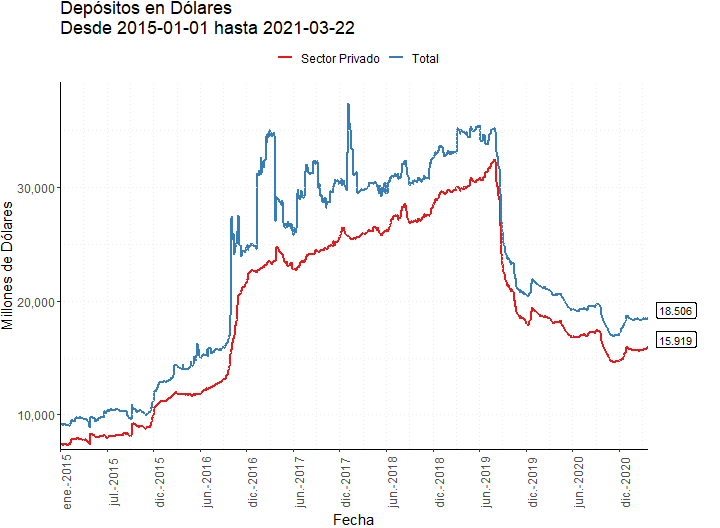 Depósitos en Dólares
Desde 2015-01-01 hasta 2021-03-22
Sector Privado Total
Millones de Dólares
30,000
20,000
10,000
18.506
15.919
ene.-2015 jul.-2015 dic.-2015 jun.-2016 dic.-2016 jun.-2017 dic.-2017 jun.-2018 dic.-2018 jun.-2019 dic.-2019 jun.-2020 dic.-2020
Fecha